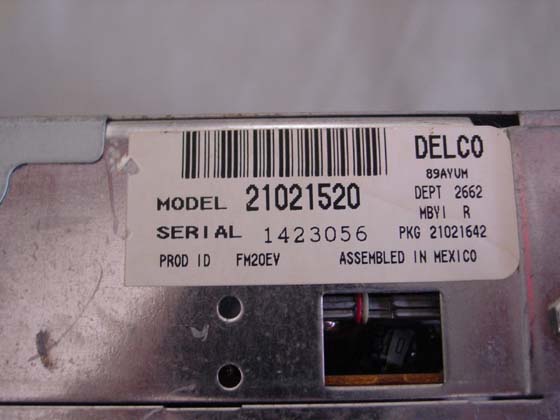 DELCO
89AYUM
MODEL 21021520
DEPT 2662
MBYI R
SERIAL 1423056
PKG 21021642
PROD ID FM20EV ASSEMBLED IN MEXICO